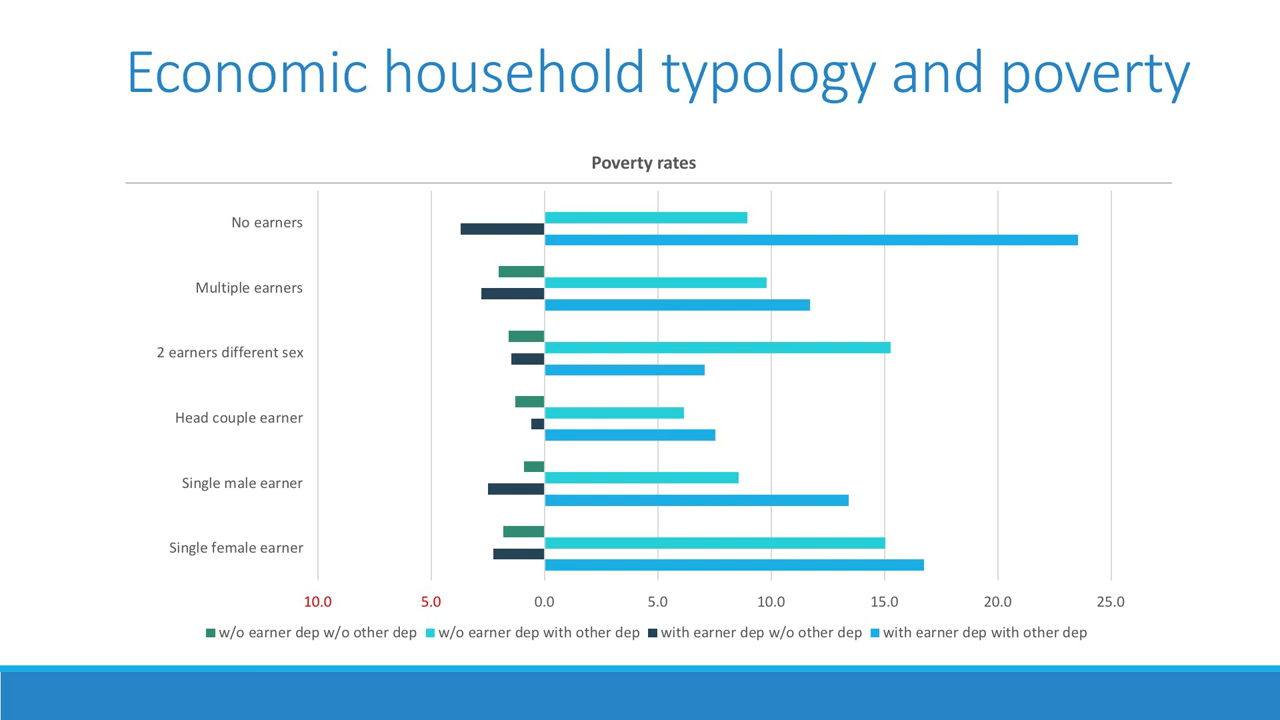 Economic household typology and poverty
Poverty rates
No earners
Multiple earners
2 earners different sex
Head couple earner
Single male earner
Single female earner
10.0 5.0 0.0 5.0 10.0 15.0 20.0 25.0
w/o earner dep w/o other dep w/o earner dep with other dep with earner dep w/o other dep with earner dep with other dep